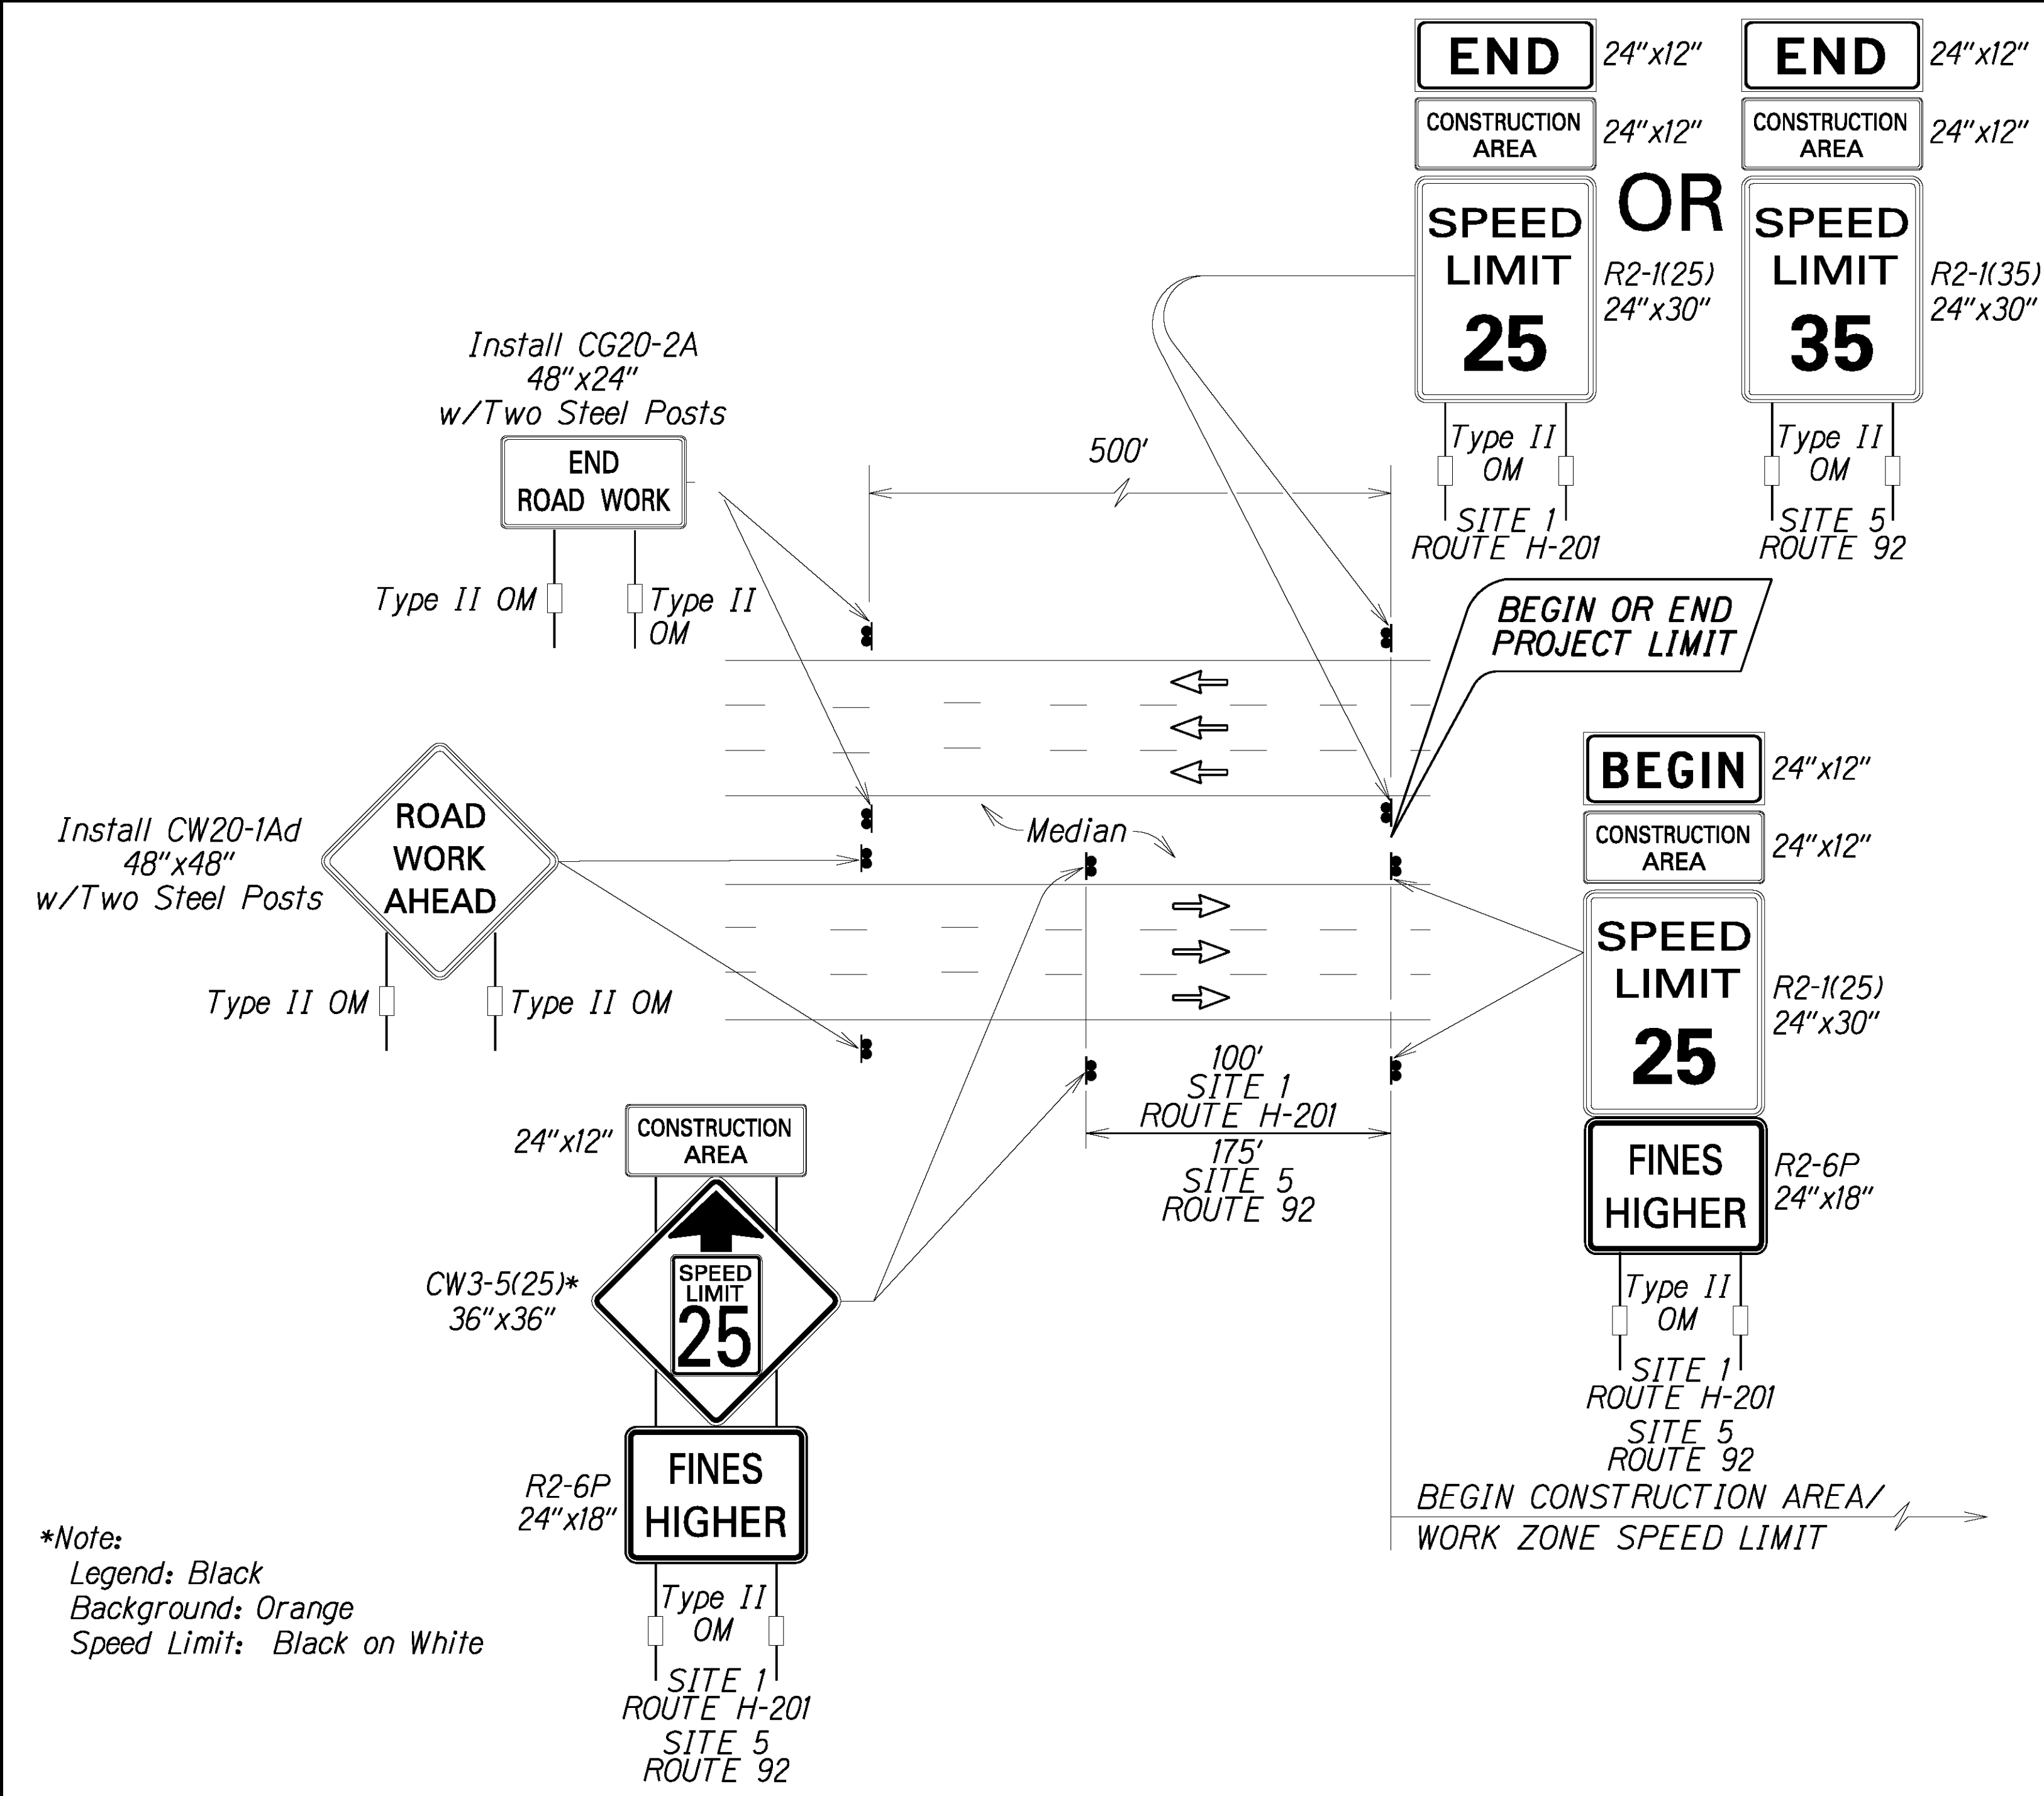 END
24"x12"
CONSTRUCTION
AREA
24"x12"
SPEED
LIMIT
25
R2-1(25)
24"x30"
Type II
OM
SITE 1
ROUTE H-201
OR
END
24"x12"
CONSTRUCTION
AREA
24"x12"
SPEED
LIMIT
35
R2-1(35)
24"x30"
Type II
OM
SITE 5
ROUTE 92
Install CG20-2A
48"x24"
w/Two Steel Posts
END
ROAD WORK
Type II OM
Type II
OM
500'
BEGIN OR END
PROJECT LIMIT
Install CW20-1Ad
48"x48"
w/Two Steel Posts
ROAD
WORK
AHEAD
Type II OM
Type II OM
Median
BEGIN
24"x12"
CONSTRUCTION
AREA
24"x12"
SPEED
LIMIT
25
R2-1(25)
24"x30"
FINES
HIGHER
R2-6P
24"x18"
Type II
OM
SITE 1
ROUTE H-201
SITE 5
ROUTE 92
100'
SITE 1
ROUTE H-201
175'
SITE 5
ROUTE 92
24"x12"
CONSTRUCTION
AREA
CW3-5(25)*
36"x36"
SPEED
LIMIT
25
R2-6P
24"x18"
FINES
HIGHER
Type II
OM
SITE 1
ROUTE H-201
SITE 5
ROUTE 92
BEGIN CONSTRUCTION AREA/
WORK ZONE SPEED LIMIT
*Note:
Legend: Black
Background: Orange
Speed Limit: Black on White